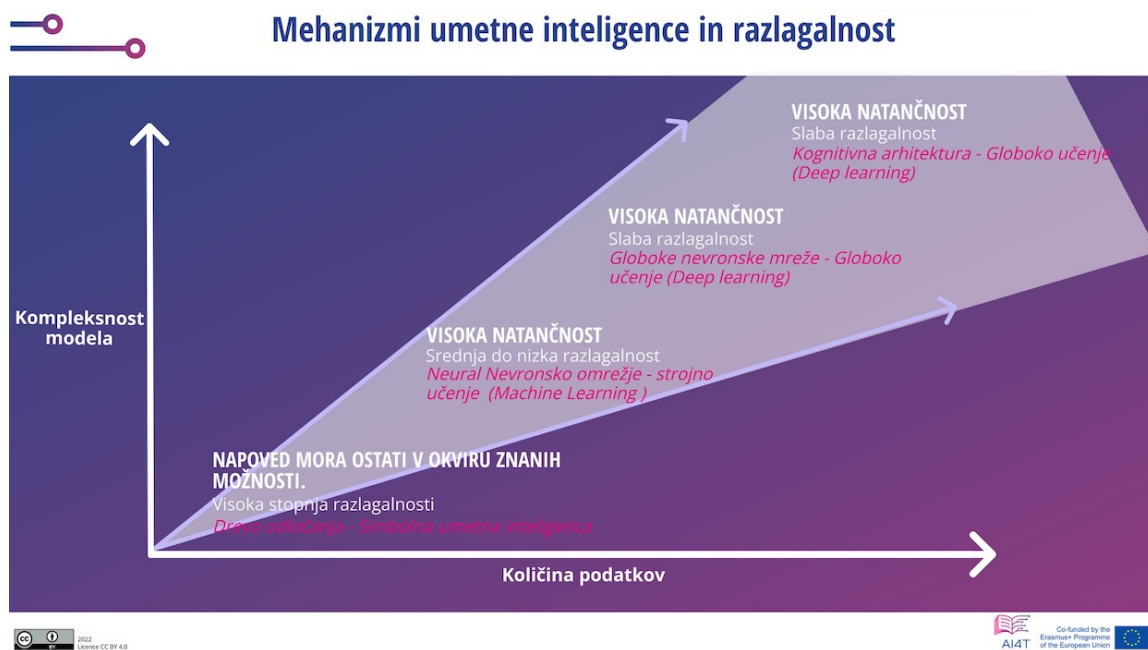 Mehanizmi umetne inteligence in razlagalnost
VISOKA NATANČNOST
Slaba razlagalnost
Kognitivna arhitektura - Globoko učenje
(Deep learning)
VISOKA NATANČNOST
Slaba razlagalnost
Globoke nevronske mreže - Globoko
učenje (Deep learning)
Kompleksnost
modela
VISOKA NATANČNOST
Srednja do nizka razlagalnost
Neural Nevronsko omrežje - strojno
učenje (Machine Learning )
NAPOVED MORA OSTATI V OKVIRU ZNANIH
MOŽNOSTI.
Visoka stopnja razlagalnosti
Drevo odločanja - Simbolna umetna inteligenca
Količina podatkov
cc
BY
2022
Licence CC BY 4.0
AI4T
Co-funded by the
Erasmus+ Programme
of the European Union